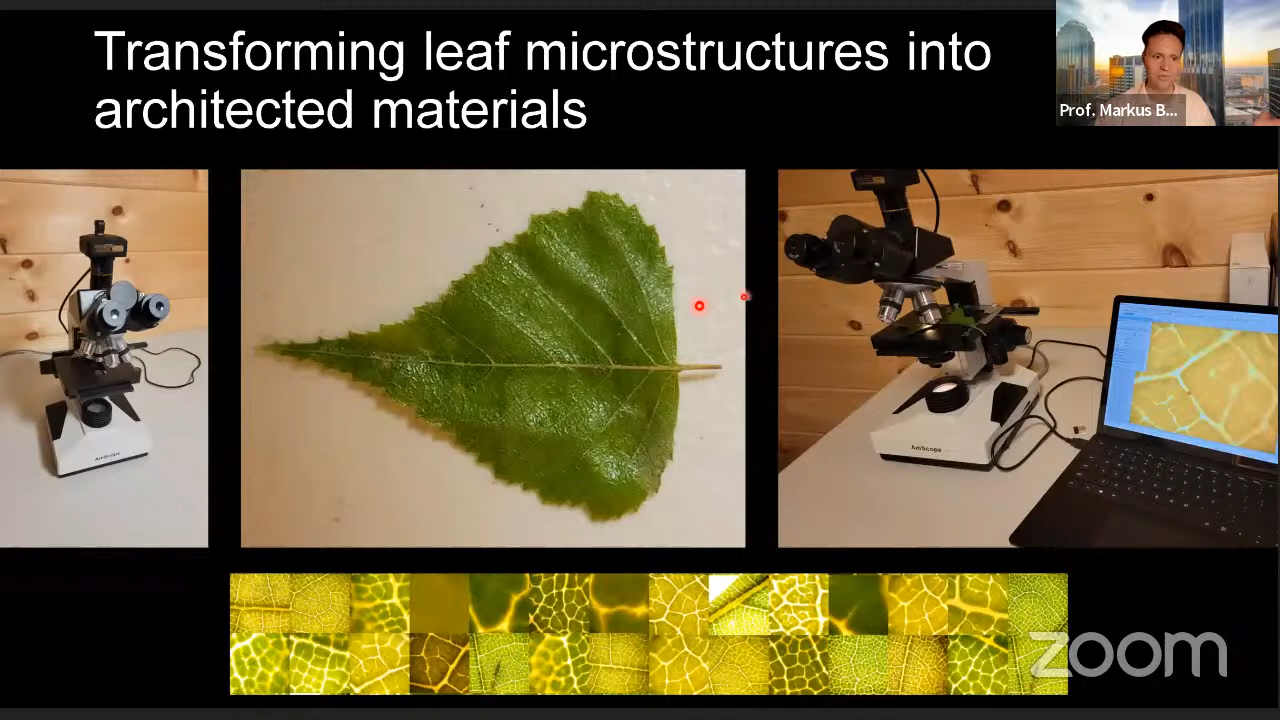 Transforming leaf microstructures into
architected materials
Prof. Markus B...
AmScope
AmScope
zoom